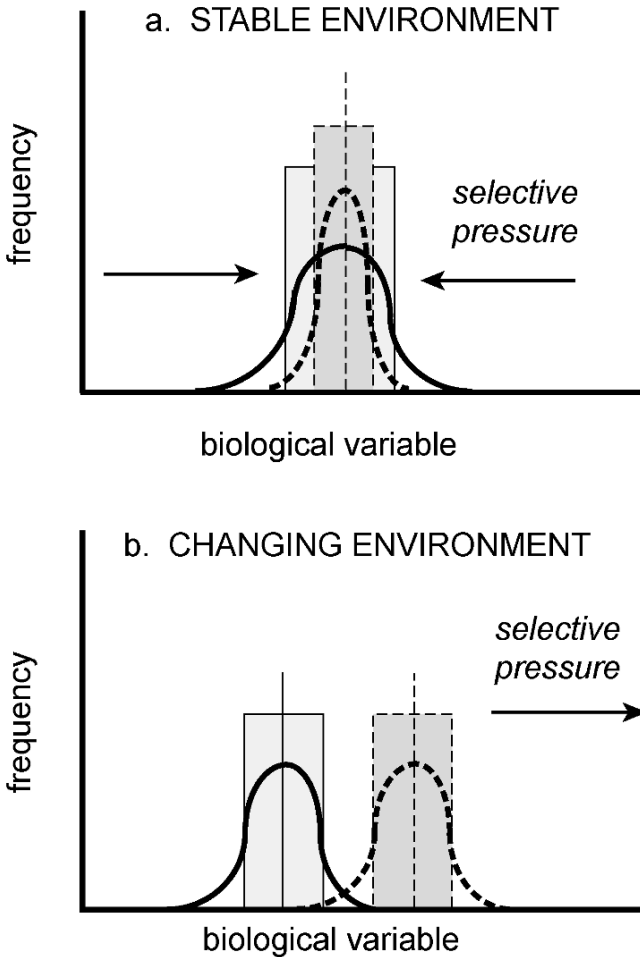 a. STABLE ENVIRONMENT
frequency
selective
pressure
biological variable
b. CHANGING ENVIRONMENT
frequency
selective
pressure
biological variable